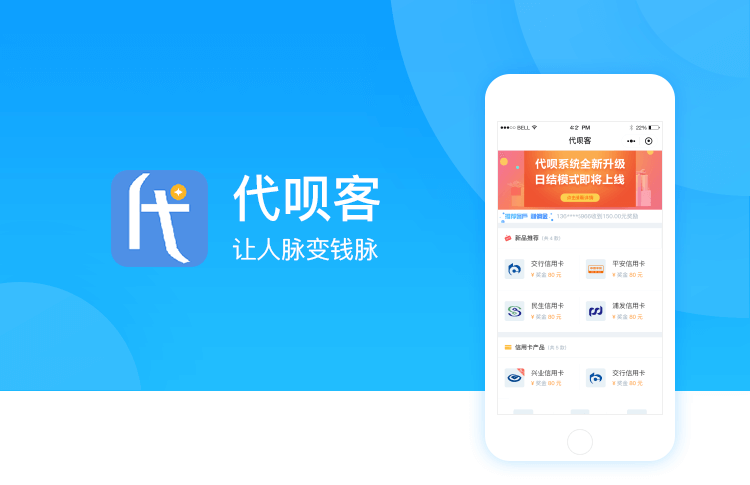 代呗客
让人脉变钱脉
BELL
4:2 PM
22%
代呗客
代呗系统全新升级
日结模式即将上线
新品推荐
交行信用卡
¥ 奖金 80 元
平安信用卡
¥ 奖金 80 元
民生信用卡
¥ 奖金 80 元
浦发信用卡
¥ 奖金 80 元
信用卡产品
兴业信用卡
¥ 奖金 80 元
交行信用卡
¥ 奖金 80 元